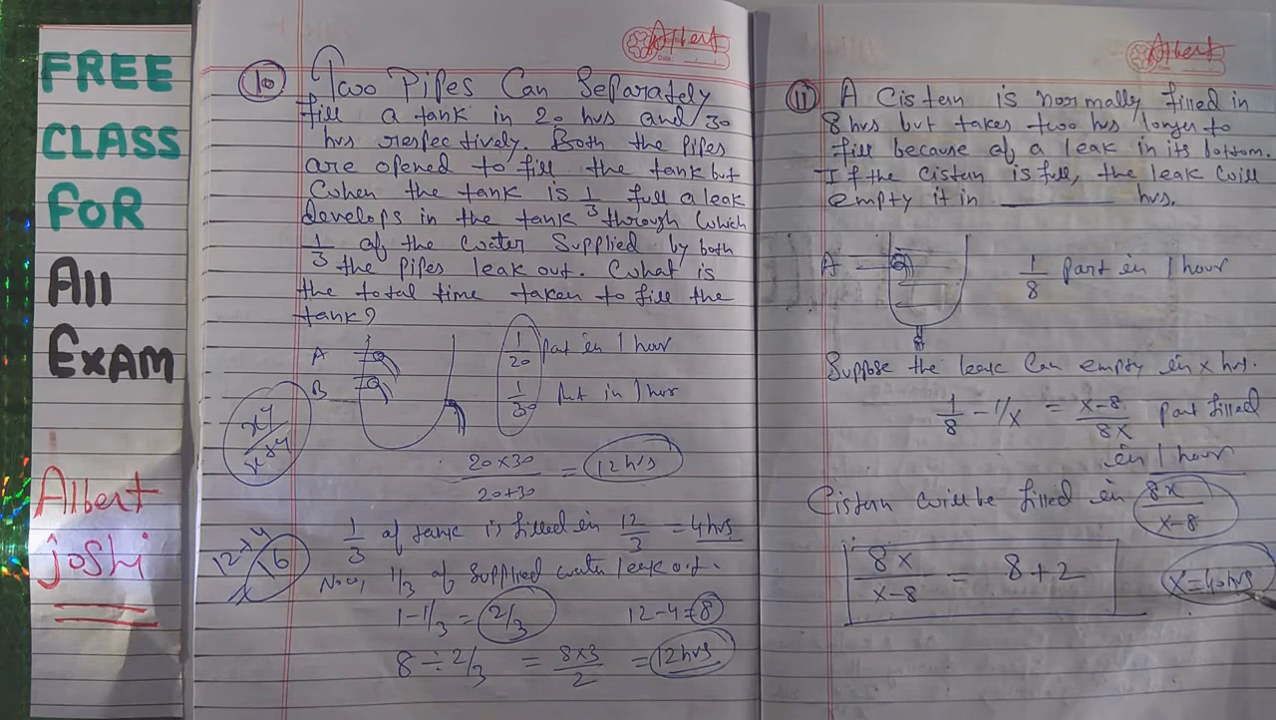 FREE
CLASS
FOR
All
ExAM
Albert
Joshi
Albert
10 Two Pipes Can Separately
fill a tank in 20 hrs and 30
hrs respectively. Both the Pipes
are opened to fill the tank but
when the tank is 1/3 full a leak
develops in the tank through which
1/3 of the water Supplied by both
the Pipes leak out. What is
the total time taken to fill the
tank?
A 1/20 Part in 1 hour
B 1/30 Part in 1 hour
xy/x+y
20×30/20+30 = 12 hrs
1/3 of tank is filled in 12/3 = 4 hrs
12+4
16
Now, 1/3 of Supplied water leak out.
1-1/3 = 2/3 12-4=8
8÷2/3 = 8×3/2 = 12 hrs
Albert
11 A Cistern is normally filled in
8 hrs but takes two hrs longer to
fill because of a leak in its bottom.
If the cistern is full, the leak will
empty it in ______ hrs.
A 1/8 Part in 1 hour
Suppose the leak Can empty in x hrs.
1/8 - 1/x = x-8/8x Part filled
in 1 hour
Cistern will be filled in 8x/x-8
8x/x-8 = 8+2 x=40hrs